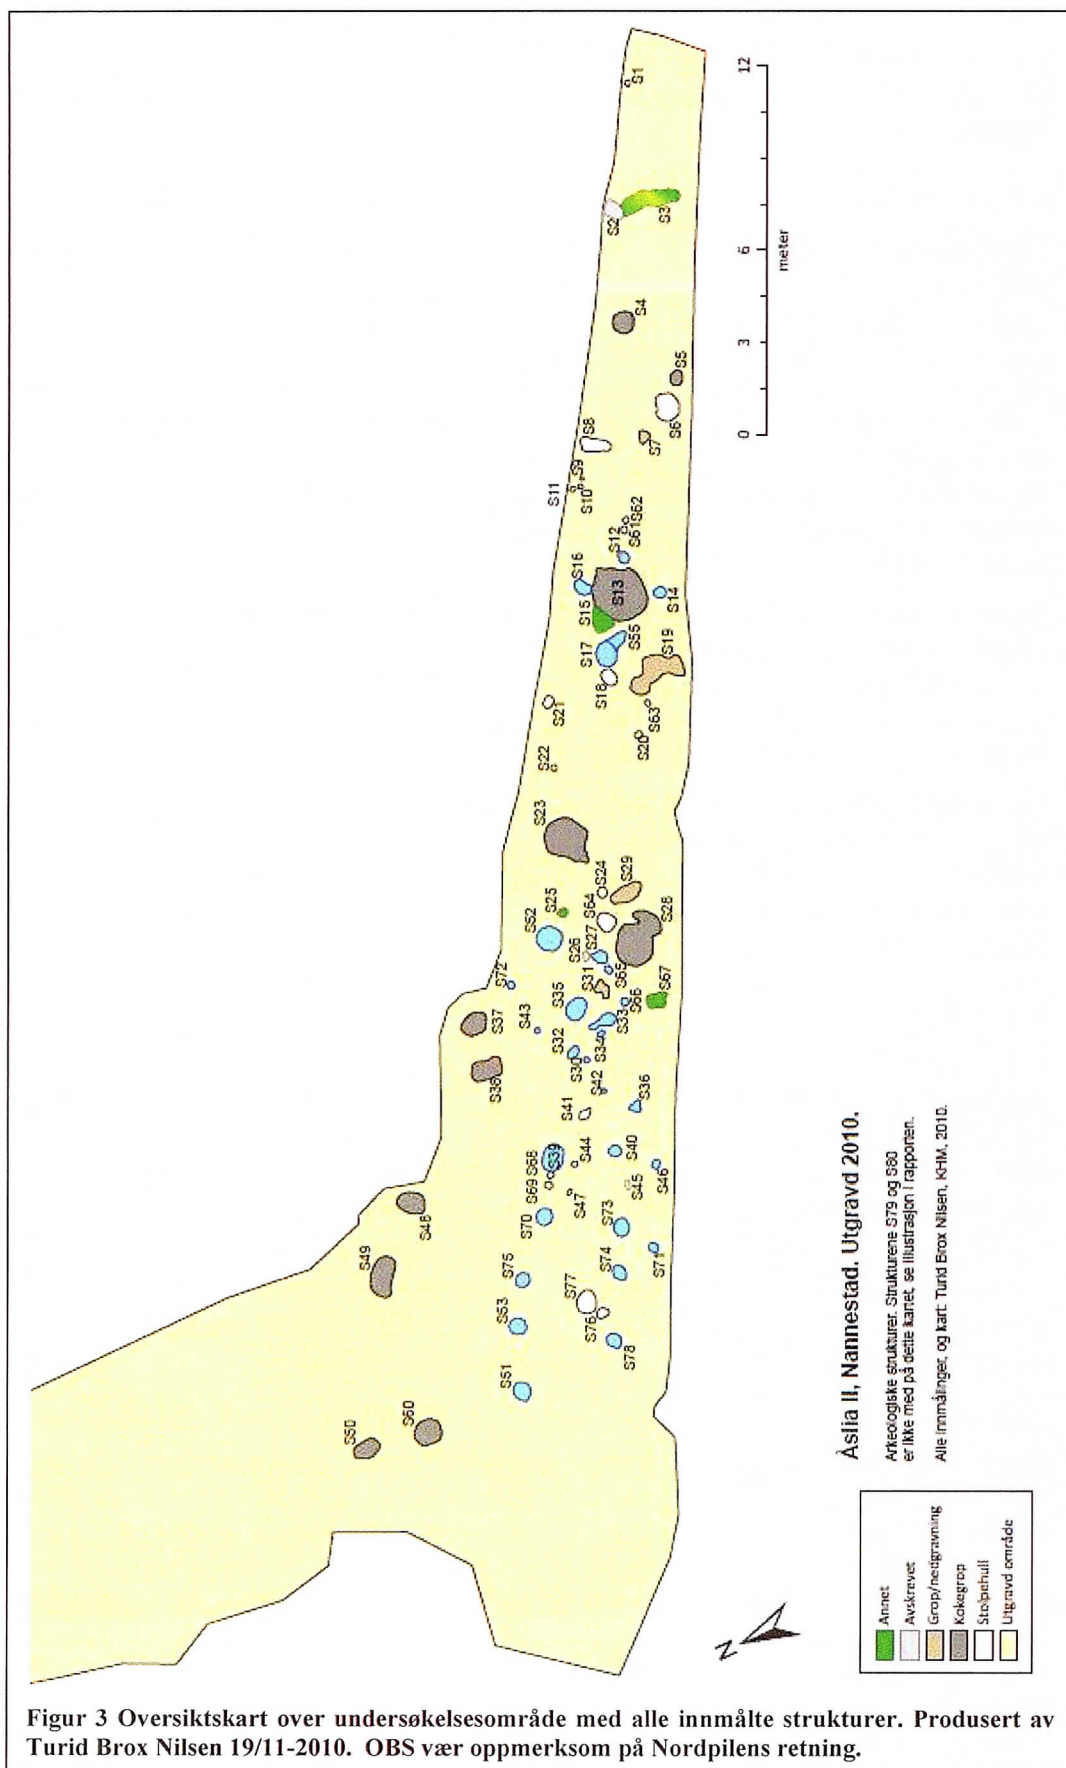 S1
S2
S3
S4
S5
S6
S7
S8
S9
S10
S11
S62
S61
S12
S16
S13
S15
S14
S17
S55
S19
S18
S21
S63
S20
S22
S23
S24
S29
S25
S64
S28
S52
S27
S26
S65
S31
S72
S67
S66
S35
S33
S37
S43
S34
S32
S30
S38
S42
S36
S41
S44
S40
S39
S68
S69
S46
S45
S47
S48
S70
S73
S71
S49
S74
S75
S77
S76
S53
S78
S51
S60
S50
0 3 6 12
meter
Åslia II, Nannestad. Utgravd 2010.
Arkeologiske strukturer. Strukturene S79 og S80
er ikke med på dette kartet, se illustrasjon i rapporten.
Alle innmålinger, og kart: Turid Brox Nilsen, KHM, 2010.
Annet
Avskrevet
Grop/nedgravning
Kokegrop
Stolpehull
Utgravd område
N
Figur 3 Oversiktskart over undersøkelsesområde med alle innmålte strukturer. Produsert av
Turid Brox Nilsen 19/11-2010. OBS vær oppmerksom på Nordpilens retning.